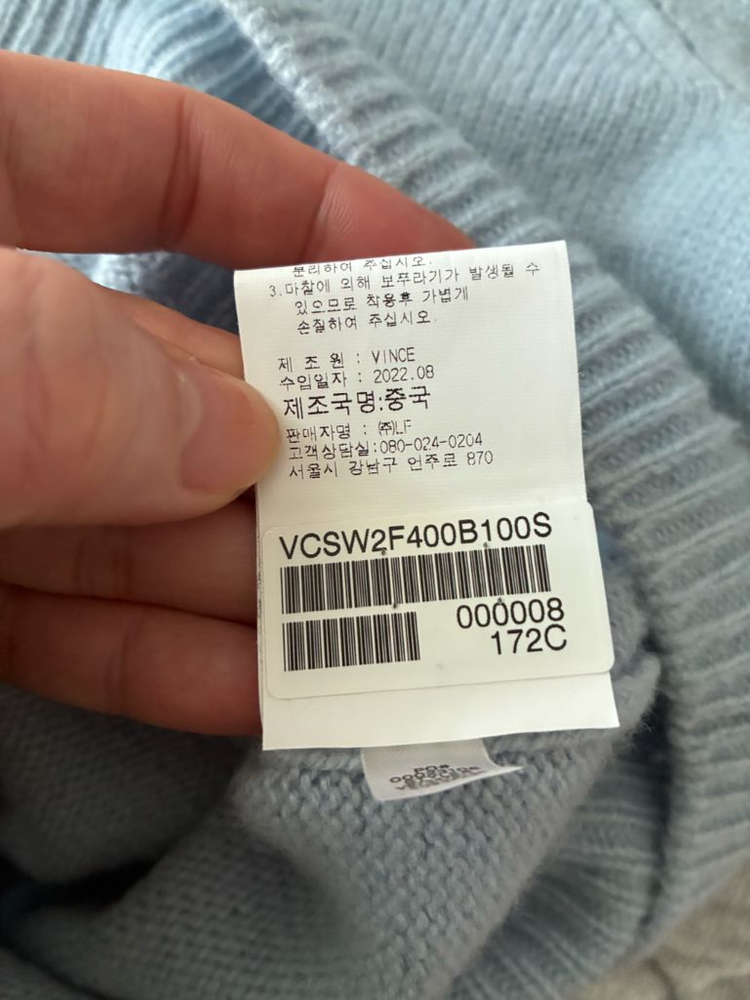 분리하여 주십시오.
3.마찰에 의해 보푸라기가 발생될 수
있으므로 착용후 가볍게
손질하여 주십시오.
제 조 원 : VINCE
수입일자 : 2022.08
제조국명:중국
판매자명 : ㈜LF
고객상담실:080-024-0204
서울시 강남구 언주로 870
VCSW2F400B100S
000008
172C